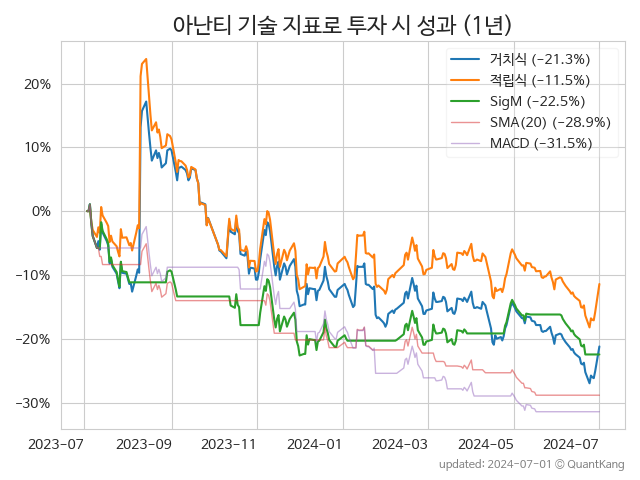 아난티 기술 지표로 투자 시 성과 (1년)
거치식 (−21.3%)
적립식 (−11.5%)
SigM (−22.5%)
SMA(20) (−28.9%)
MACD (−31.5%)
20%
10%
0%
−10%
−20%
−30%
2023-07 2023-09 2023-11 2024-01 2024-03 2024-05 2024-07
updated: 2024-07-01 © QuantKang